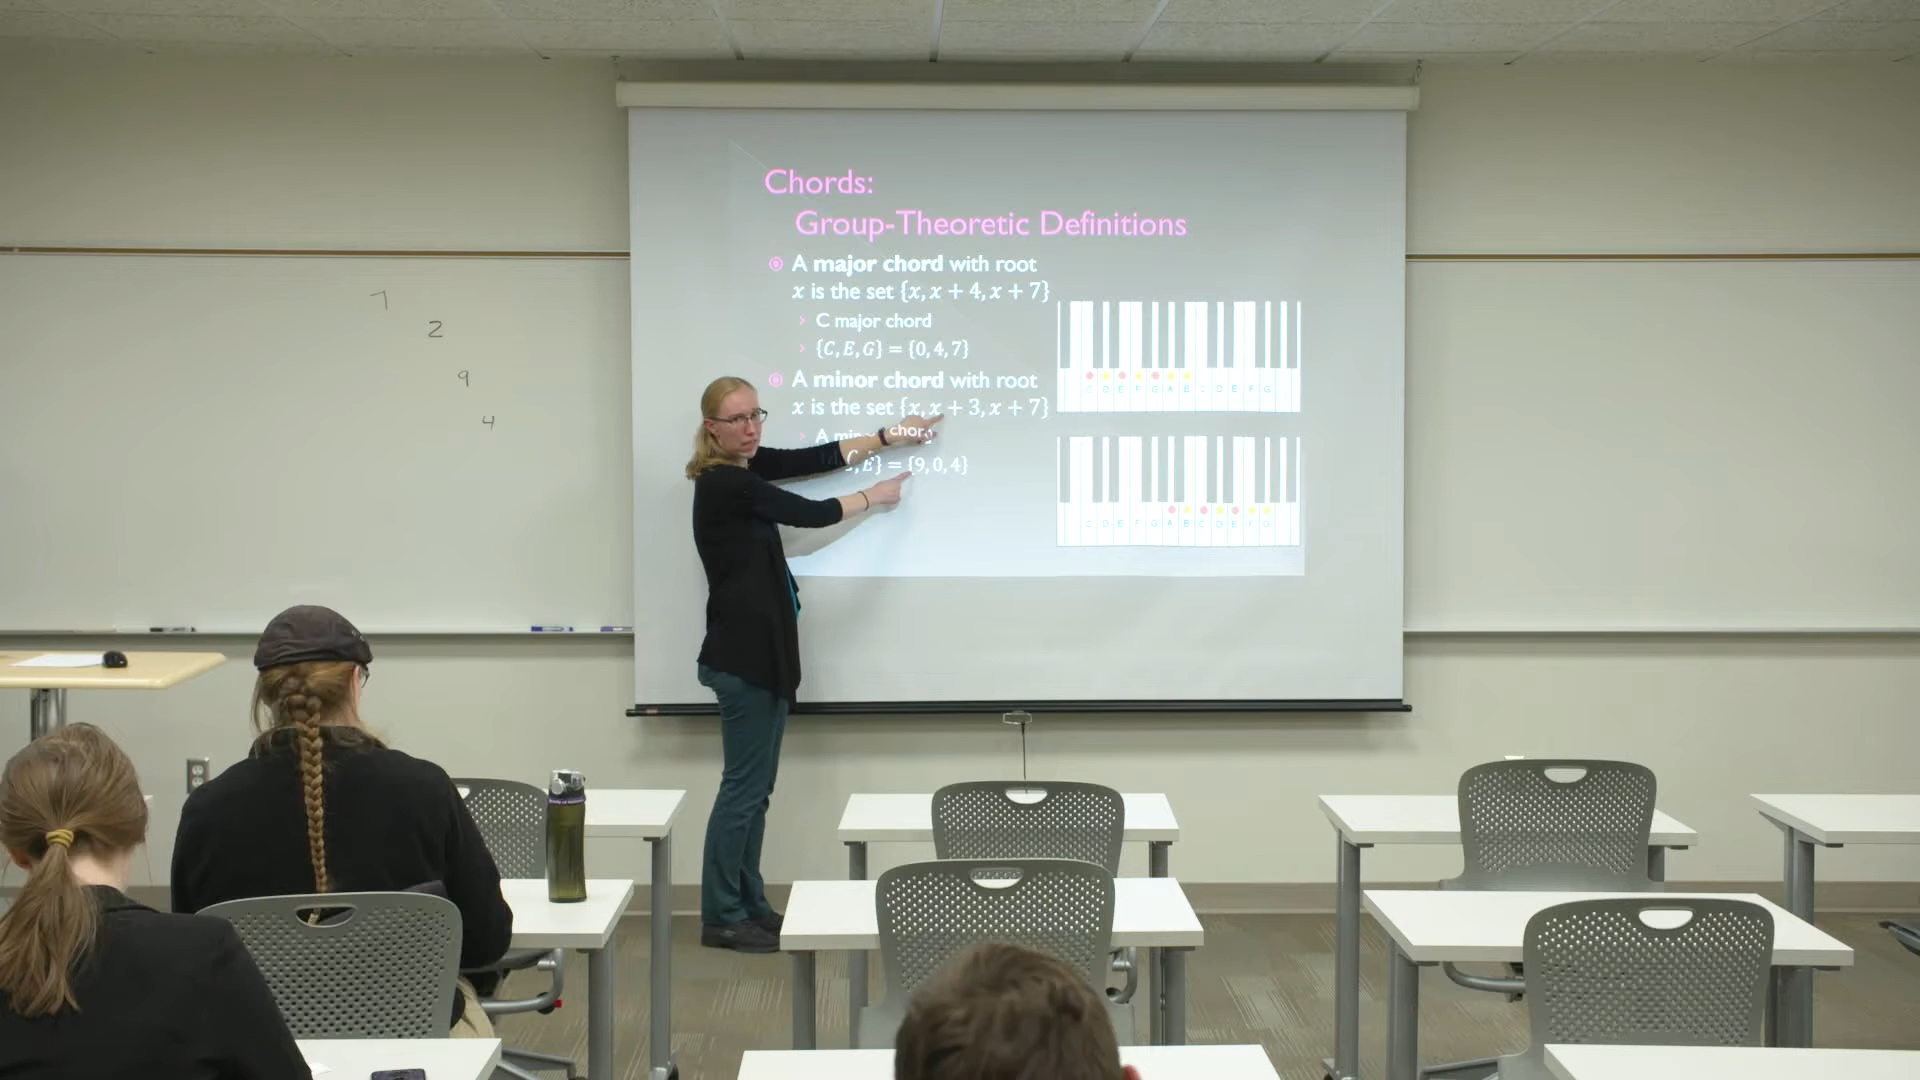 7
2
9
4
Chords:
Group-Theoretic Definitions
A major chord with root
x is the set {x, x + 4, x + 7}
C major chord
{C, E, G} = {0, 4, 7}
A minor chord with root
x is the set {x, x + 3, x + 7}
A chord
C, E} = {9, 0, 4}
C D E F G A B C D E F G
C D E F G A B C D E F G